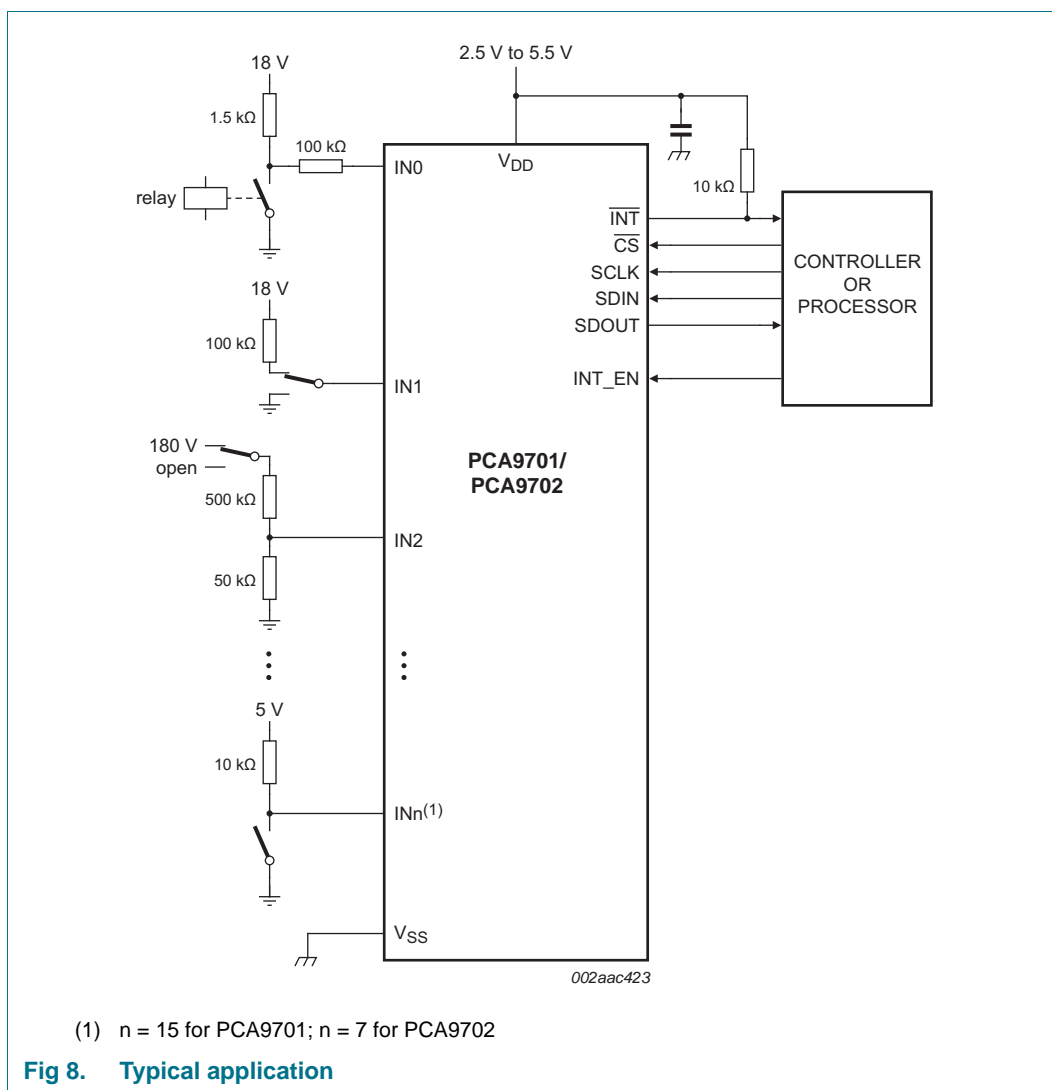 2.5 V to 5.5 V
18 V
1.5 kΩ
100 kΩ
relay
IN0
VDD
10 kΩ
INT
CS
SCLK
SDIN
SDOUT
INT_EN
CONTROLLER
OR
PROCESSOR
18 V
100 kΩ
IN1
180 V
open
500 kΩ
IN2
50 kΩ
PCA9701/
PCA9702
5 V
10 kΩ
INn(1)
VSS
002aac423
(1) n = 15 for PCA9701; n = 7 for PCA9702
Fig 8. Typical application